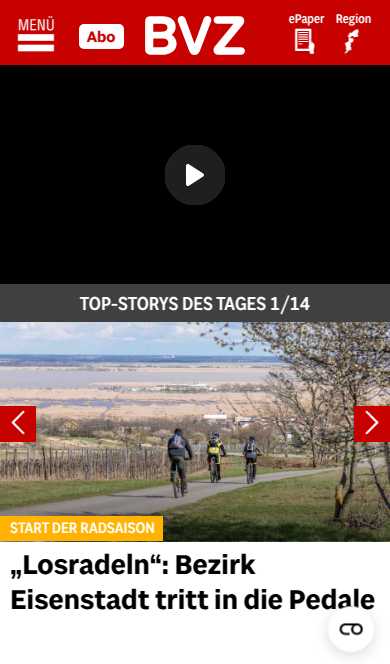 MENÜ
Abo
BVZ
ePaper
Region
TOP-STORYS DES TAGES 1/14
START DER RADSAISON
„Losradeln“: Bezirk
Eisenstadt tritt in die Pedale